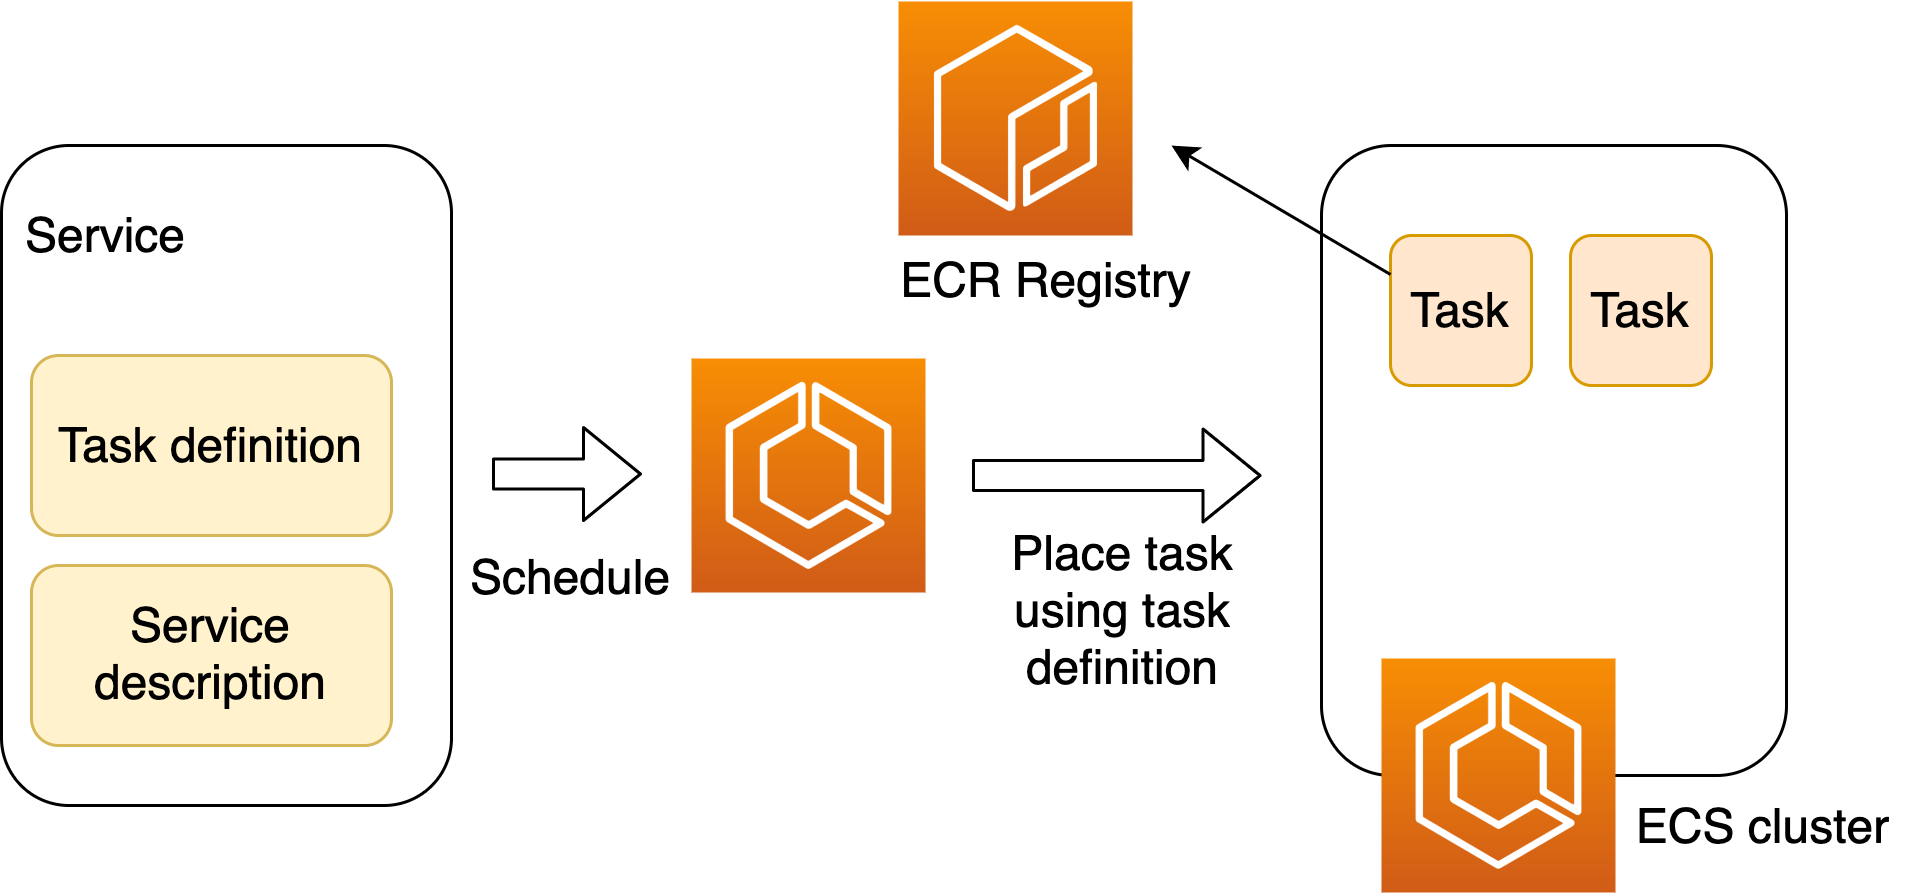 Service
Task definition
Service
description
Schedule
ECR Registry
Place task
using task
definition
Task
Task
ECS cluster